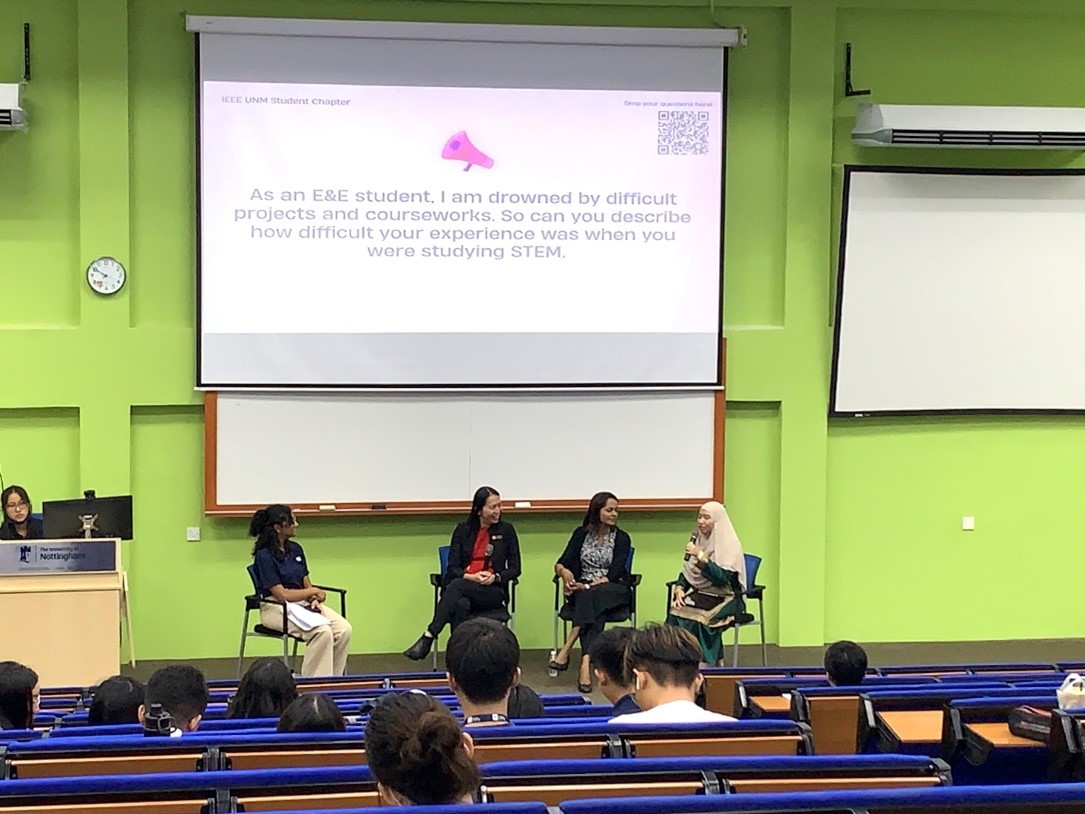 IEEE UNM Student Chapter
Drop your questions here!
As an E&E student, I am drowned by difficult
projects and courseworks. So can you describe
how difficult your experience was when you
were studying STEM.
The University of
Nottingham